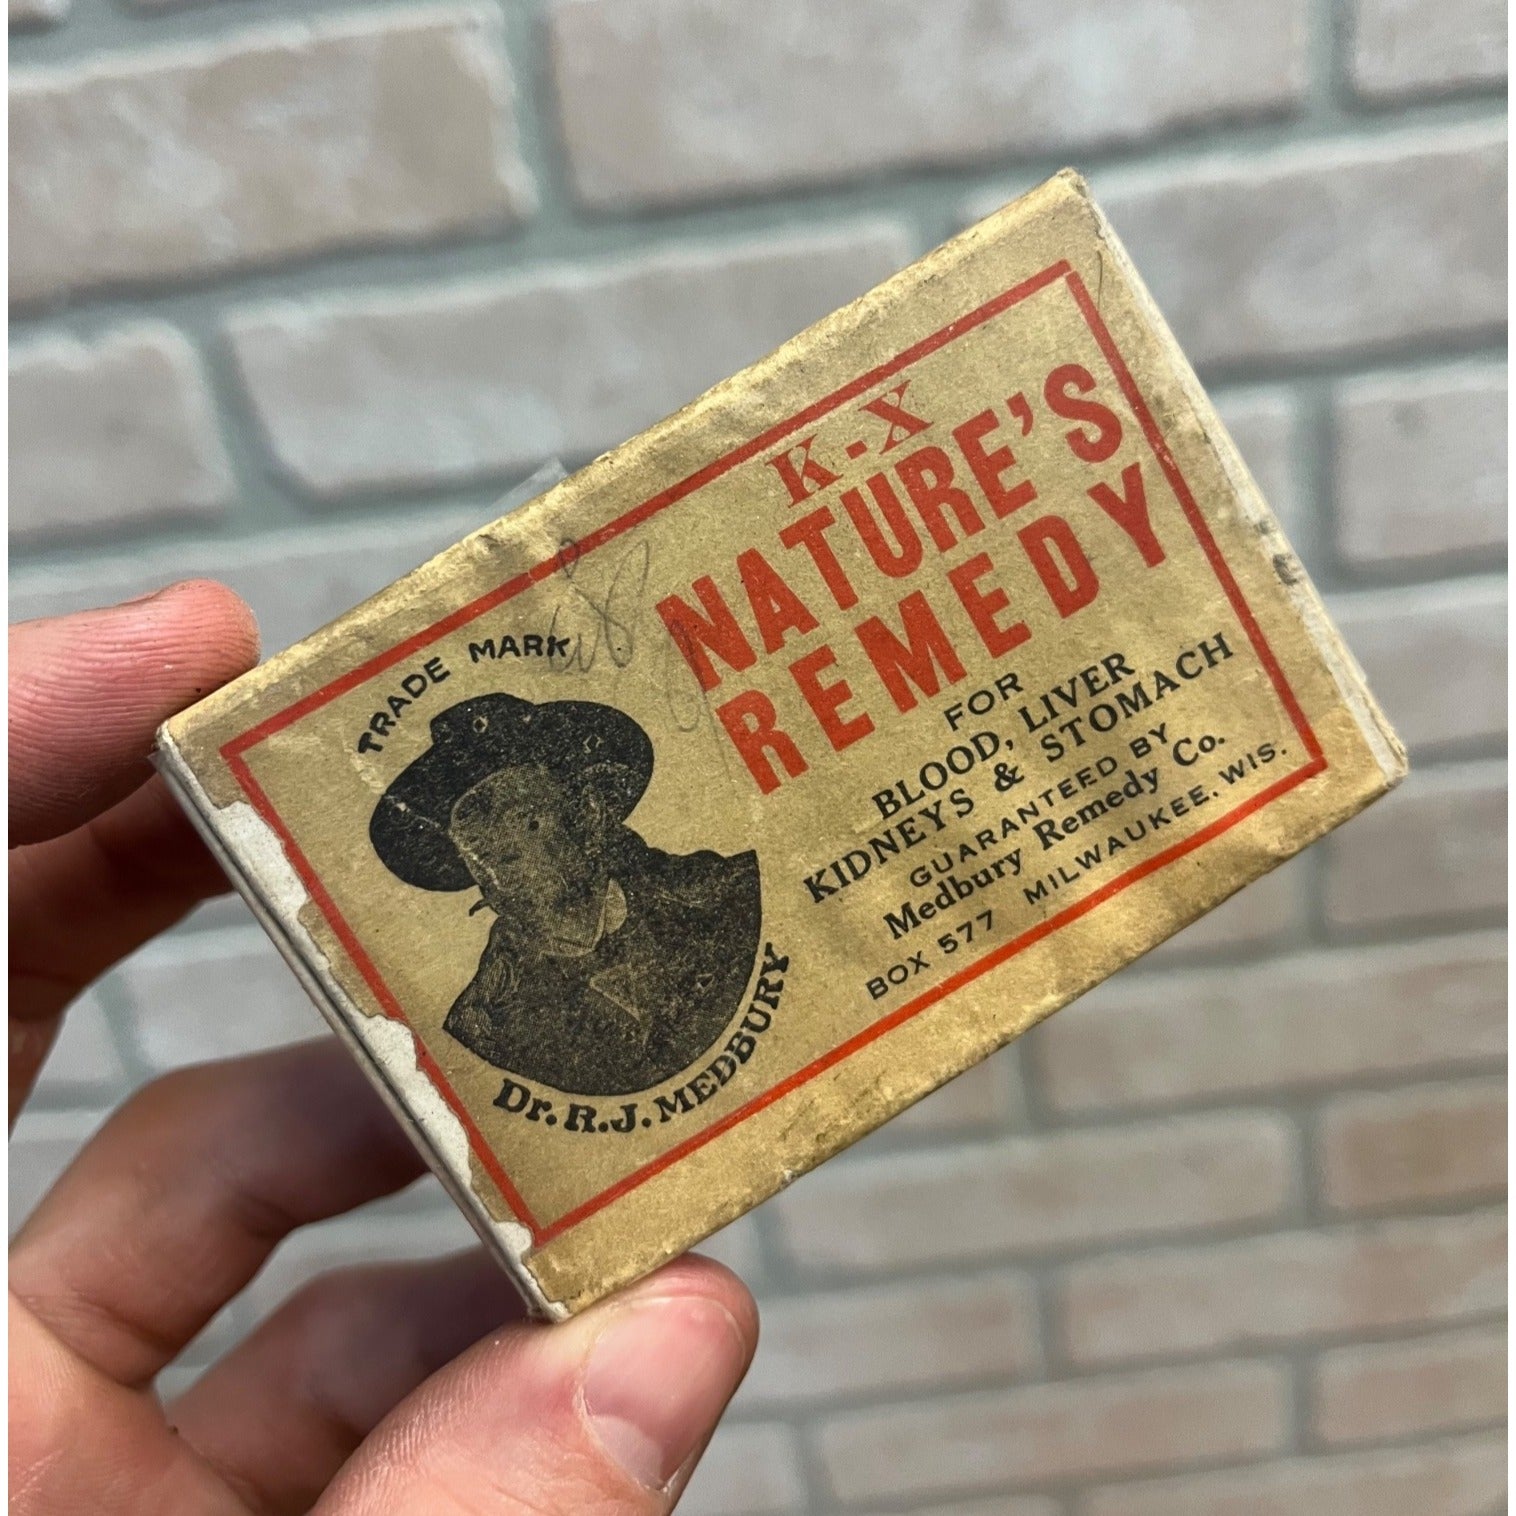 TRADE MARK
Dr. R.J. MEDBURY
K-X
NATURE'S
REMEDY
FOR
BLOOD, LIVER
KIDNEYS & STOMACH
GUARANTEED BY
Medbury Remedy Co.
BOX 577 MILWAUKEE, WIS.